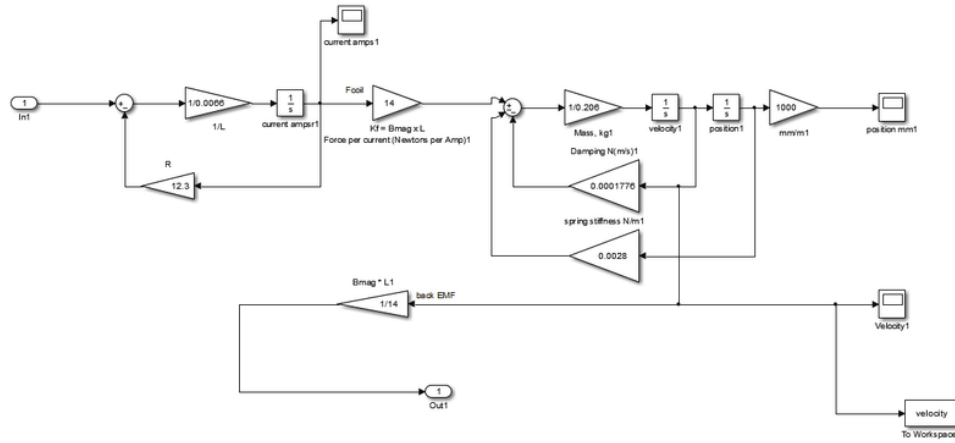 current amps1
1
In1
1/0.0066
1/L
1
s
current ampsr1
Fcoil
14
Kf = Bmag x L
Force per current (Newtons per Amp)1
1/0.206
Mass, kg1
1
s
velocity1
1
s
position1
1000
mm/m1
position mm1
R
12.3
Damping N(m/s)1
0.0001776
spring stiffness N/m1
0.0028
Bmag * L1
1/14
back EMF
Velocity1
1
Out1
velocity
To Workspace